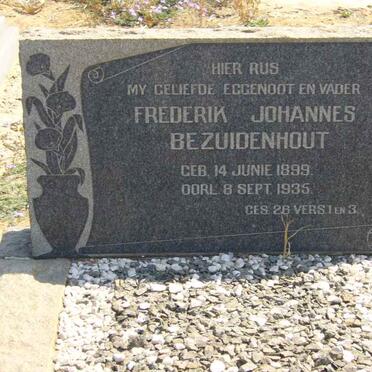 HIER RUS
MY GELIEFDE EGGENOOT EN VADER
FREDERIK JOHANNES
BEZUIDENHOUT
GEB. 14 JUNIE 1899.
OORL. 8 SEPT. 1935.
GES. 26 VERS. 1 EN 3.